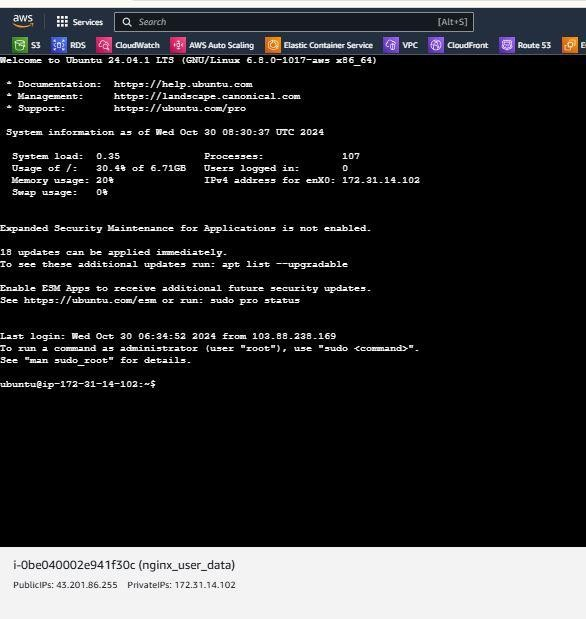 aws Services Search [Alt+S]
S3 RDS CloudWatch AWS Auto Scaling Elastic Container Service VPC CloudFront Route 53 E
Welcome to Ubuntu 24.04.1 LTS (GNU/Linux 6.8.0-1017-aws x86_64)
* Documentation: https://help.ubuntu.com
* Management: https://landscape.canonical.com
* Support: https://ubuntu.com/pro
System information as of Wed Oct 30 08:30:37 UTC 2024
System load: 0.35 Processes: 107
Usage of /: 30.4% of 6.71GB Users logged in: 0
Memory usage: 20% IPv4 address for enX0: 172.31.14.102
Swap usage: 0%
Expanded Security Maintenance for Applications is not enabled.
18 updates can be applied immediately.
To see these additional updates run: apt list --upgradable
Enable ESM Apps to receive additional future security updates.
See https://ubuntu.com/esm or run: sudo pro status
Last login: Wed Oct 30 06:34:52 2024 from 103.88.238.169
To run a command as administrator (user "root"), use "sudo <command>".
See "man sudo_root" for details.
ubuntu@ip-172-31-14-102:~$
i-0be040002e941f30c (nginx_user_data)
PublicIPs: 43.201.86.255 PrivateIPs: 172.31.14.102